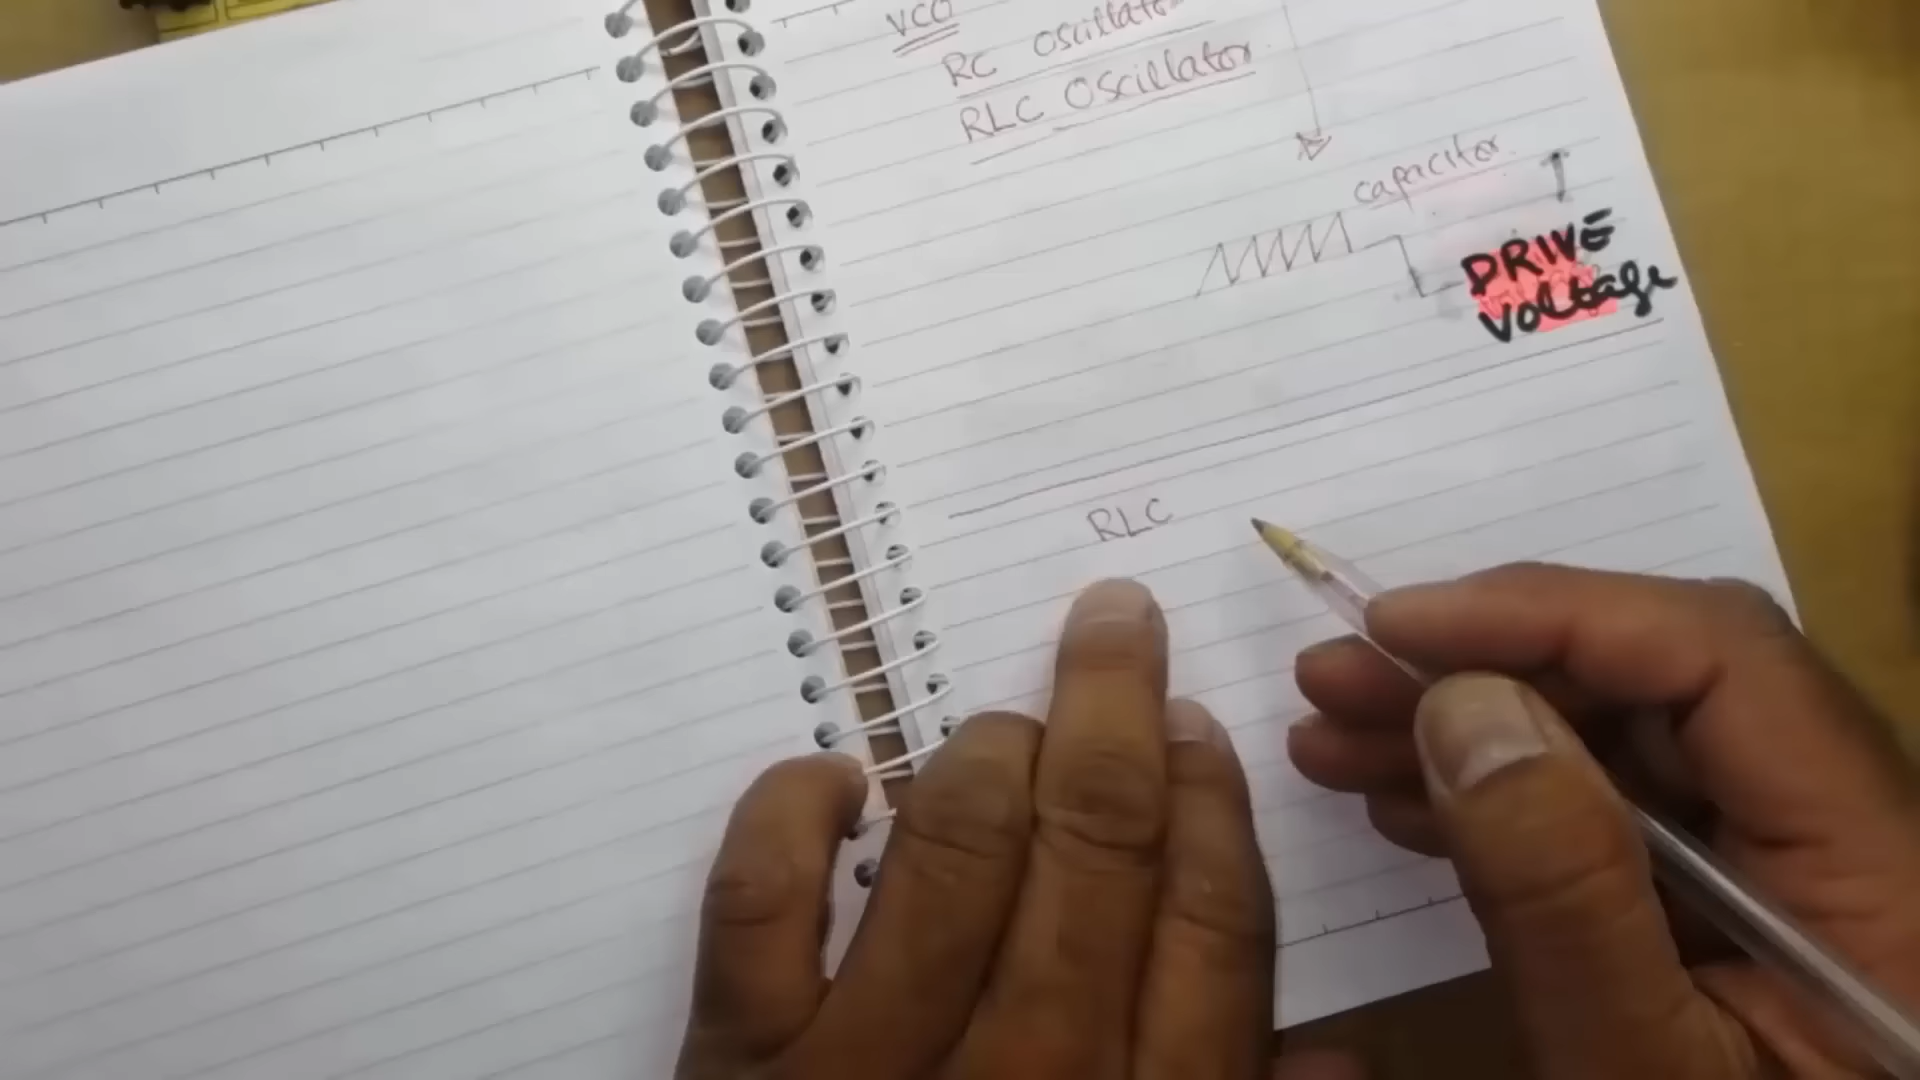 VCO
RC Oscillator
RLC Oscillator
capacitor.
DRIVE
voltage
RLC